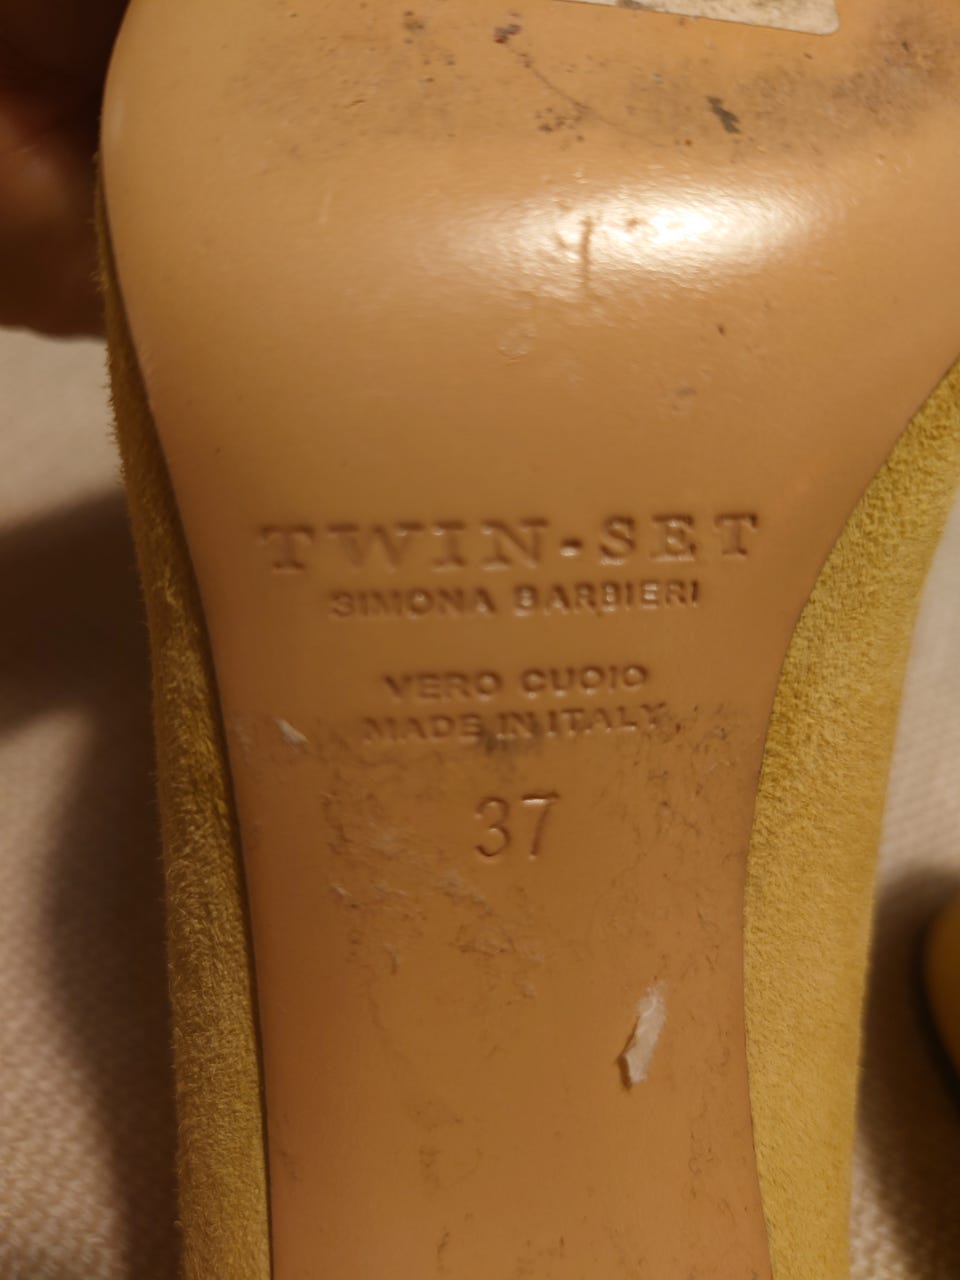 TWIN-SET
SIMONA BARBIERI
VERO CUOIO
MADE IN ITALY
37